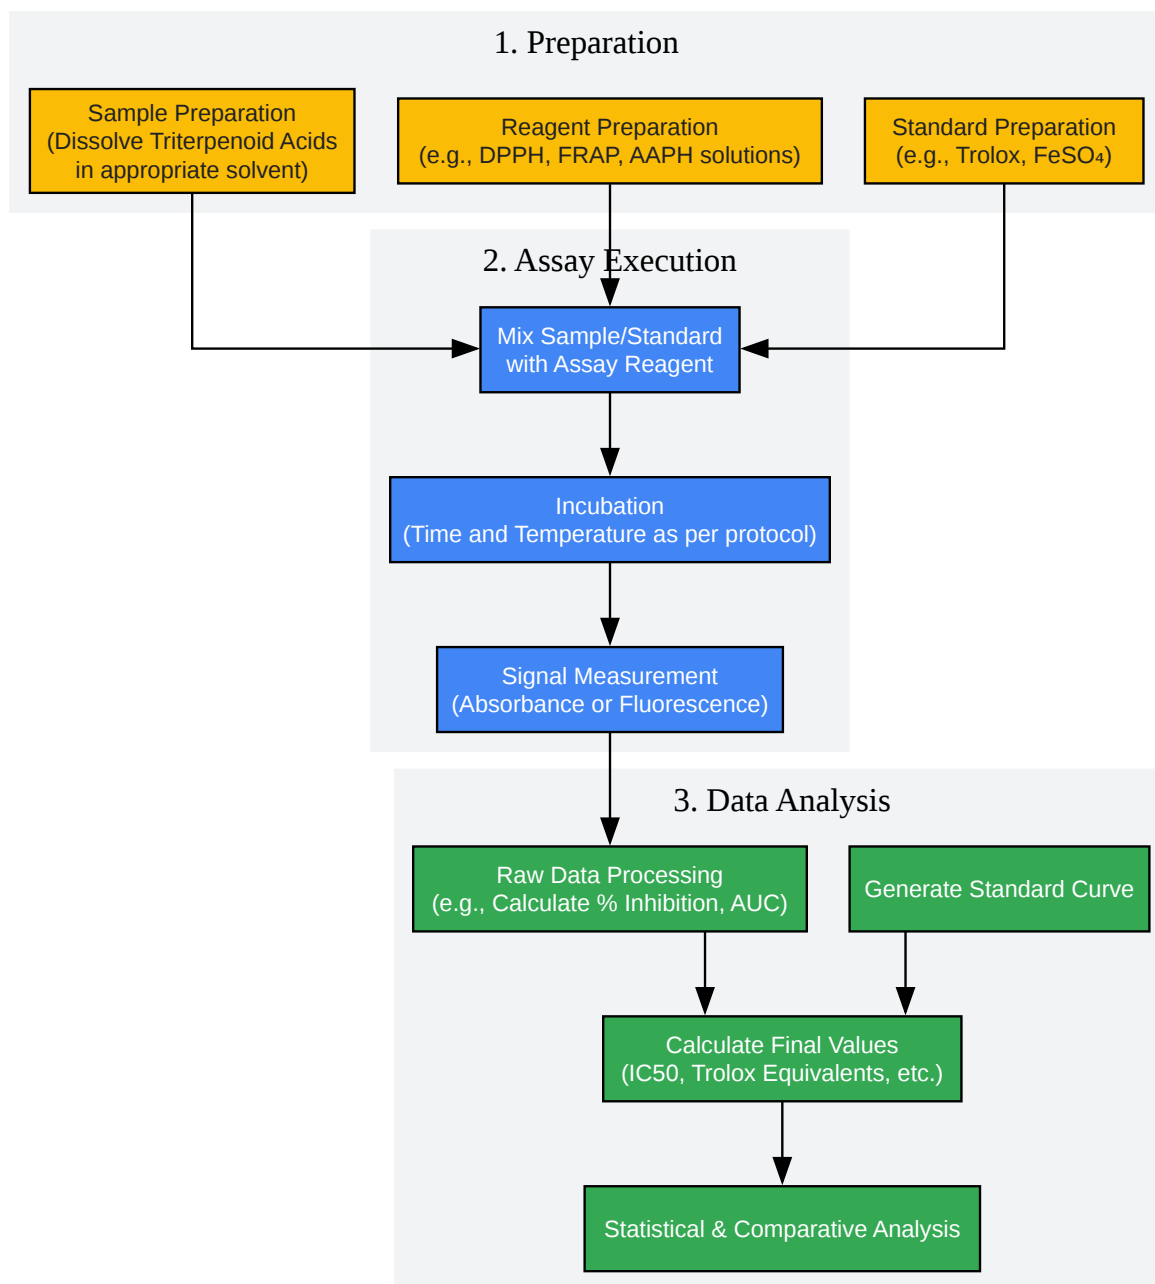 1. Preparation
Sample Preparation
(Dissolve Triterpenoid Acids
in appropriate solvent)
Reagent Preparation
(e.g., DPPH, FRAP, AAPH solutions)
Standard Preparation
(e.g., Trolox, FeSO₄)
2. Assay Execution
Mix Sample/Standard
with Assay Reagent
Incubation
(Time and Temperature as per protocol)
Signal Measurement
(Absorbance or Fluorescence)
3. Data Analysis
Raw Data Processing
(e.g., Calculate % Inhibition, AUC)
Generate Standard Curve
Calculate Final Values
(IC50, Trolox Equivalents, etc.)
Statistical & Comparative Analysis